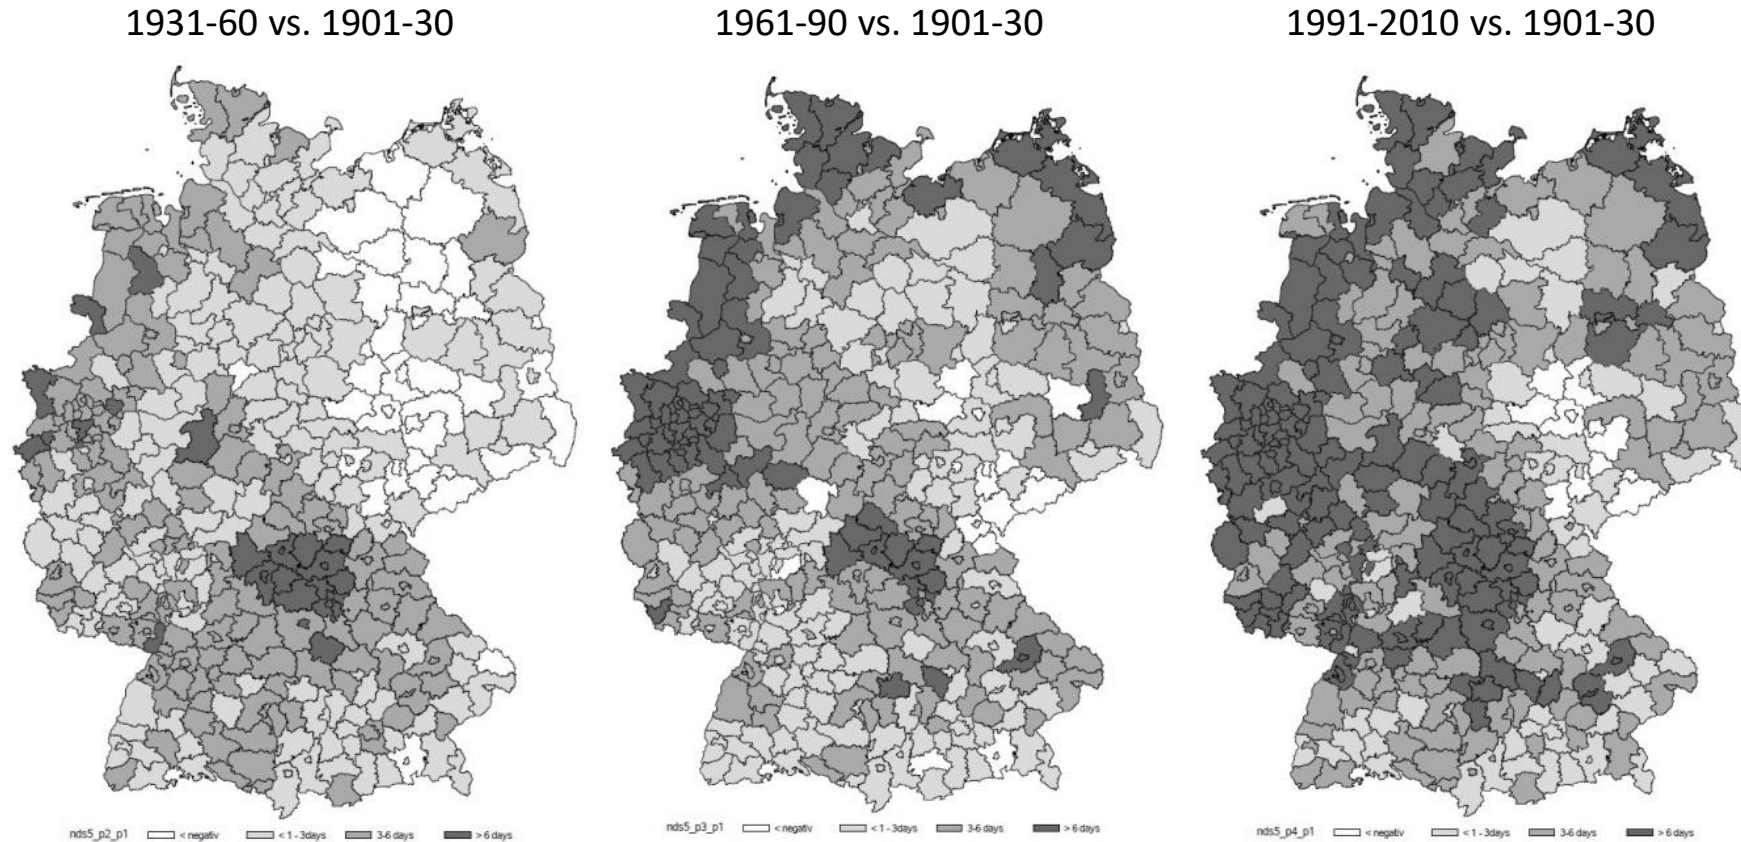 1931-60 vs. 1901-30
1961-90 vs. 1901-30
1991-2010 vs. 1901-30
nds5_p2_p1 < negativ < 1 - 3days 3-6 days > 6 days
nds5_p3_p1 < negativ < 1 - 3days 3-6 days > 6 days
nds5_p4_p1 < negativ < 1 - 3days 3-6 days > 6 days